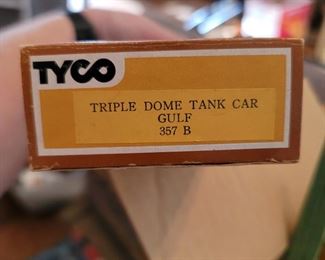 TYCO
TRIPLE DOME TANK CAR
GULF
357 B